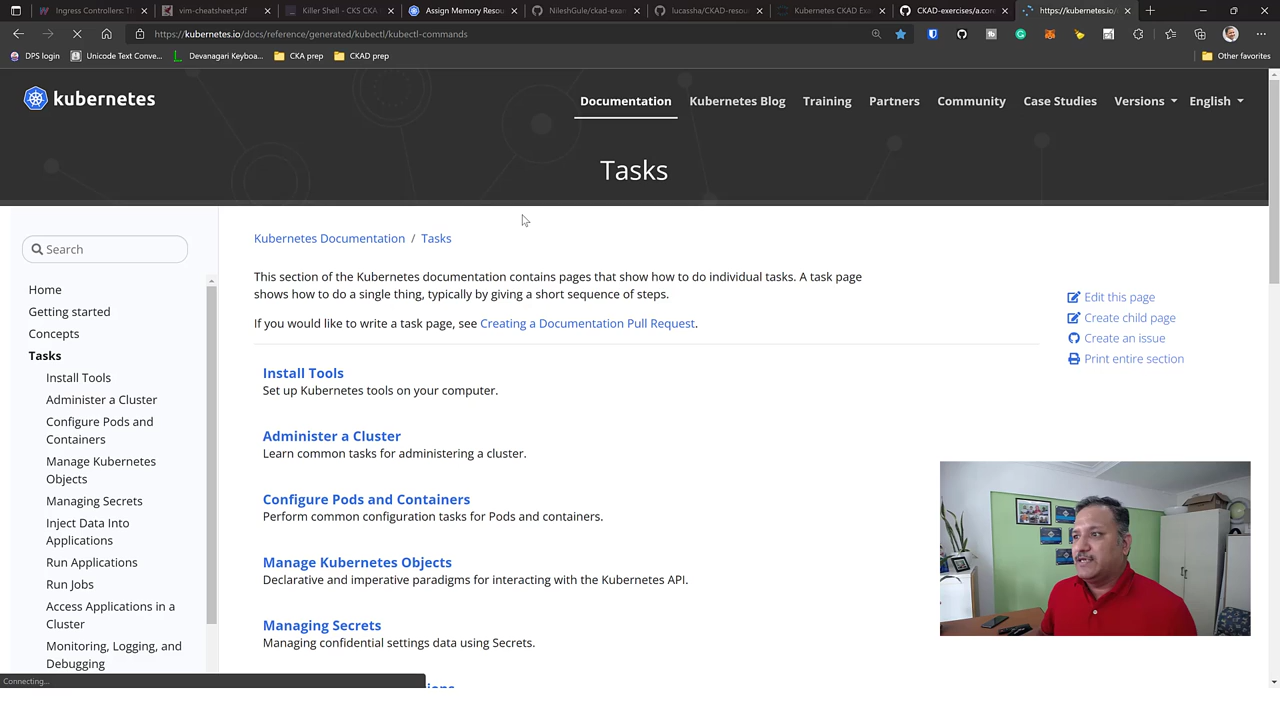 Ingress Controllers: Th
vim-cheatsheet.pdf
Killer Shell - CKS CKA
Assign Memory Resou
NileshGule/ckad-exam
lucassha/CKAD-resou
Kubernetes CKAD Exa
CKAD-exercises/a.cor
https://kubernetes.io/
https://kubernetes.io/docs/reference/generated/kubectl/kubectl-commands
DPS login
Unicode Text Conve...
Devanagari Keyboa...
CKA prep
CKAD prep
Other favorites
kubernetes
Documentation
Kubernetes Blog
Training
Partners
Community
Case Studies
Versions
English
Tasks
Search
Home
Getting started
Concepts
Tasks
Install Tools
Administer a Cluster
Configure Pods and
Containers
Manage Kubernetes
Objects
Managing Secrets
Inject Data Into
Applications
Run Applications
Run Jobs
Access Applications in a
Cluster
Monitoring, Logging, and
Debugging
Kubernetes Documentation / Tasks
This section of the Kubernetes documentation contains pages that show how to do individual tasks. A task page
shows how to do a single thing, typically by giving a short sequence of steps.
If you would like to write a task page, see Creating a Documentation Pull Request.
Install Tools
Set up Kubernetes tools on your computer.
Administer a Cluster
Learn common tasks for administering a cluster.
Configure Pods and Containers
Perform common configuration tasks for Pods and containers.
Manage Kubernetes Objects
Declarative and imperative paradigms for interacting with the Kubernetes API.
Managing Secrets
Managing confidential settings data using Secrets.
Edit this page
Create child page
Create an issue
Print entire section
Connecting...